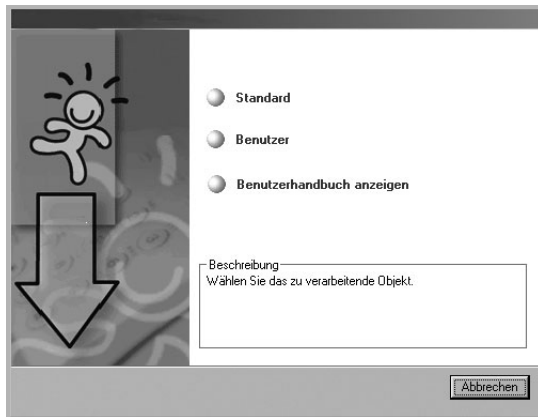 Standard
Benutzer
Benutzerhandbuch anzeigen
Beschreibung
Wählen Sie das zu verarbeitende Objekt.
Abbrechen